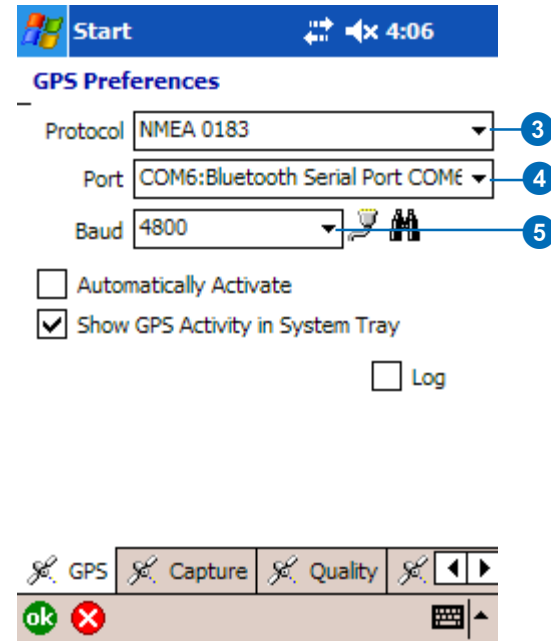 Start 4:06
GPS Preferences
Protocol NMEA 0183 3
Port COM6:Bluetooth Serial Port COM6 4
Baud 4800 5
Automatically Activate
Show GPS Activity in System Tray
Log
GPS Capture Quality
ok